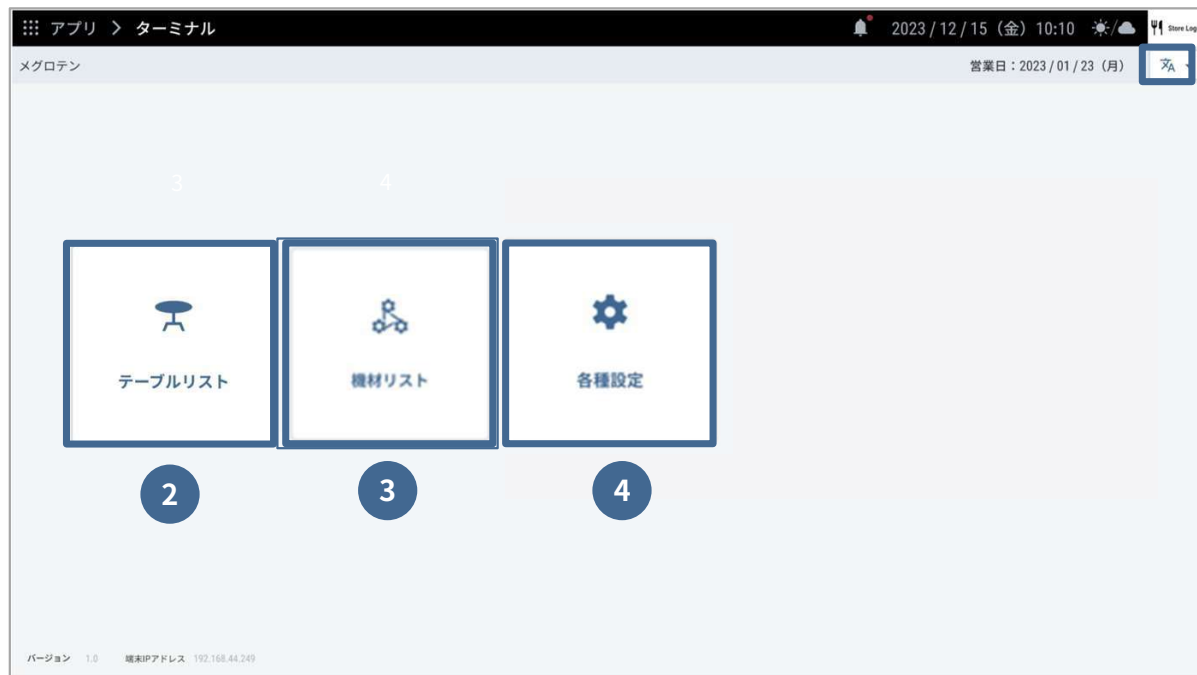 アプリ > ターミナル
2023 / 12 / 15（金）10:10
Store Log
メグロテン
営業日：2023 / 01 / 23（月）
文A
3 4
テーブルリスト 機材リスト 各種設定
2 3 4
バージョン 1.0 端末IPアドレス 192.168.44.249